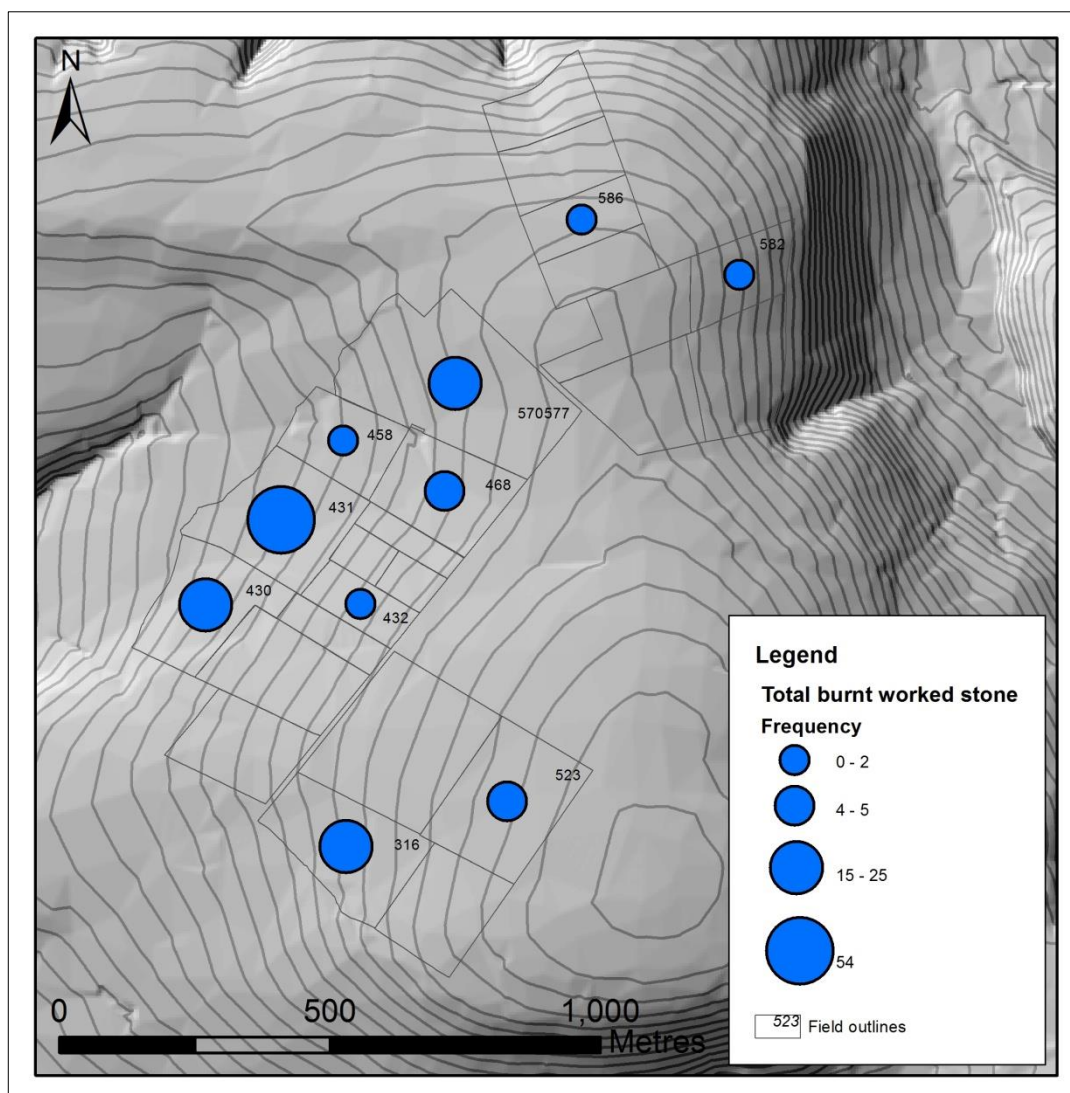 N
586
582
570577
458
468
431
430
432
523
316
Legend
Total burnt worked stone
Frequency
0 - 2
4 - 5
15 - 25
54
523 Field outlines
0 500 1,000
Metres